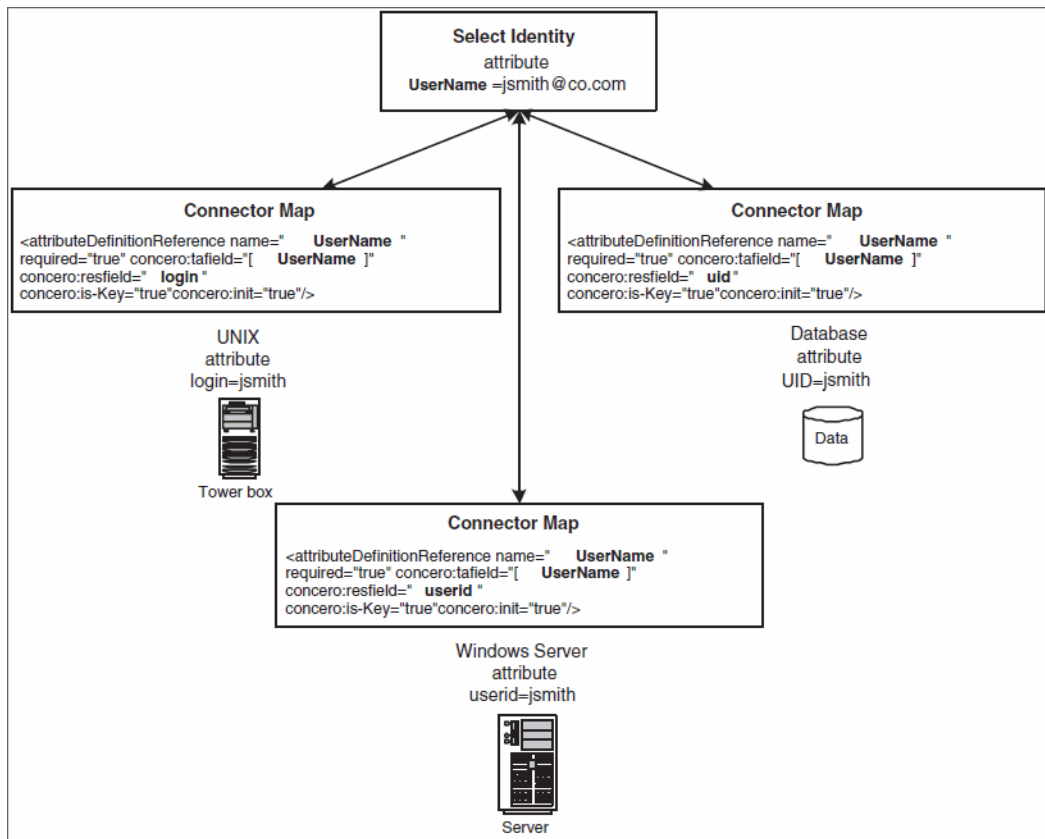 Select Identity
attribute
UserName =jsmith@co.com
Connector Map
<attributeDefinitionReference name=" UserName "
required="true" concero:tafield="[ UserName ]"
concero:resfield=" login "
concero:is-Key="true"concero:init="true"/>
UNIX
attribute
login=jsmith
Tower box
Connector Map
<attributeDefinitionReference name=" UserName "
required="true" concero:tafield="[ UserName ]"
concero:resfield=" uid "
concero:is-Key="true"concero:init="true"/>
Database
attribute
UID=jsmith
Data
Connector Map
<attributeDefinitionReference name=" UserName "
required="true" concero:tafield="[ UserName ]"
concero:resfield=" userid "
concero:is-Key="true"concero:init="true"/>
Windows Server
attribute
userid=jsmith
Server